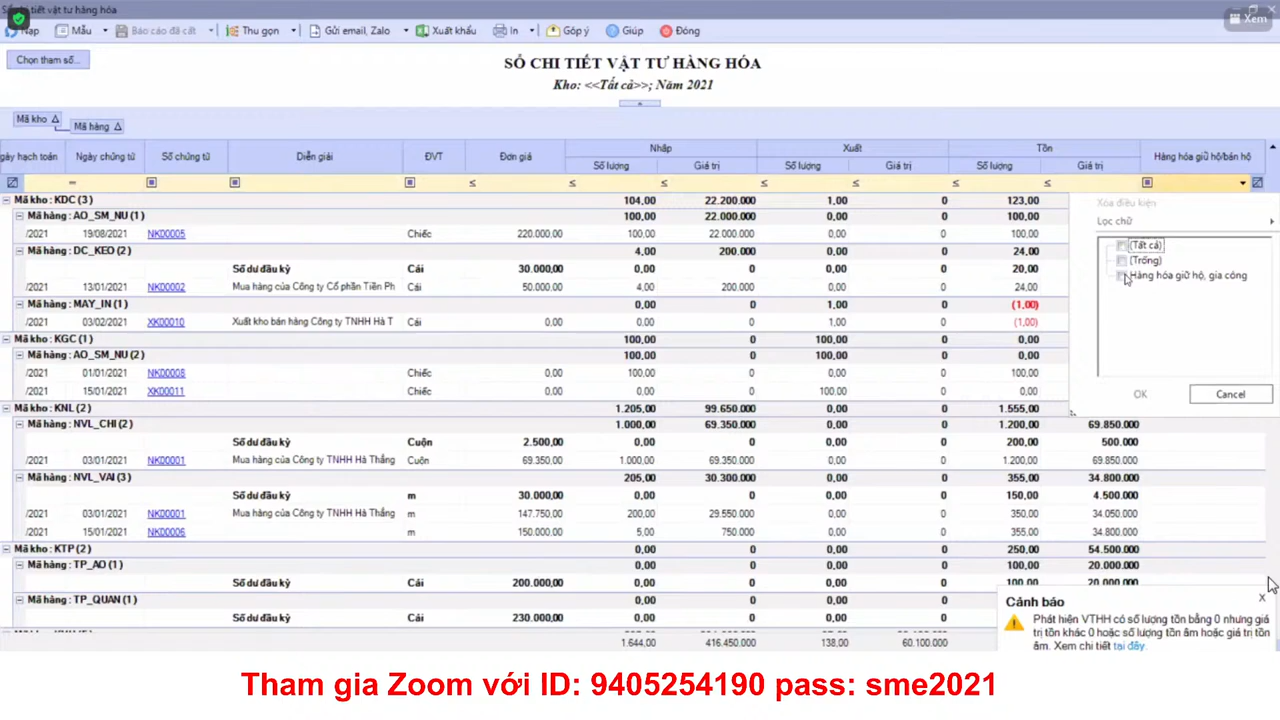 Sổ chi tiết vật tư hàng hóa
Nạp Mẫu Báo cáo đã cất Thu gọn Gửi email, Zalo Xuất khẩu In Góp ý Giúp Đóng
Xem
Chọn tham số...
SỔ CHI TIẾT VẬT TƯ HÀNG HÓA
Kho: <<Tất cả>>; Năm 2021
Mã kho
Mã hàng
gày hạch toán Ngày chứng từ Số chứng từ Diễn giải ĐVT Đơn giá Nhập Xuất Tồn Hàng hóa giữ hộ/bán hộ
Số lượng Giá trị Số lượng Giá trị Số lượng Giá trị
= ≤ ≤ ≤ ≤ ≤ ≤ ≤
Mã kho : KDC (3) 104,00 22.200.000 1,00 0 123,00
Mã hàng : AO_SM_NU (1) 100,00 22.000.000 0,00 0 100,00
/2021 19/08/2021 NK00005 Chiếc 220.000,00 100,00 22.000.000 0,00 0 100,00
Mã hàng : DC_KEO (2) 4,00 200.000 0,00 0 24,00
Số dư đầu kỳ Cái 30.000,00 0,00 0 0,00 0 20,00
/2021 13/01/2021 NK00002 Mua hàng của Công ty Cổ phần Tiền Ph Cái 50.000,00 4,00 200.000 0,00 0 24,00
Mã hàng : MAY_IN (1) 0,00 0 1,00 0 (1,00)
/2021 03/02/2021 XK00010 Xuất kho bán hàng Công ty TNHH Hà T Cái 0,00 0,00 0 1,00 0 (1,00)
Mã kho : KGC (1) 100,00 0 100,00 0 0,00
Mã hàng : AO_SM_NU (2) 100,00 0 100,00 0 0,00
/2021 01/01/2021 NK00008 Chiếc 0,00 100,00 0 0,00 0 100,00
/2021 15/01/2021 XK00011 Chiếc 0,00 0,00 0 100,00 0 0,00
Mã kho : KNL (2) 1.205,00 99.650.000 0,00 0 1.555,00
Mã hàng : NVL_CHI (2) 1.000,00 69.350.000 0,00 0 1.200,00 69.850.000
Số dư đầu kỳ Cuộn 2.500,00 0,00 0 0,00 0 200,00 500.000
/2021 03/01/2021 NK00001 Mua hàng của Công ty TNHH Hà Thắng Cuộn 69.350,00 1.000,00 69.350.000 0,00 0 1.200,00 69.850.000
Mã hàng : NVL_VAI (3) 205,00 30.300.000 0,00 0 355,00 34.800.000
Số dư đầu kỳ m 30.000,00 0,00 0 0,00 0 150,00 4.500.000
/2021 03/01/2021 NK00001 Mua hàng của Công ty TNHH Hà Thắng m 147.750,00 200,00 29.550.000 0,00 0 350,00 34.050.000
/2021 15/01/2021 NK00006 m 150.000,00 5,00 750.000 0,00 0 355,00 34.800.000
Mã kho : KTP (2) 0,00 0 0,00 0 250,00 54.500.000
Mã hàng : TP_AO (1) 0,00 0 0,00 0 100,00 20.000.000
Số dư đầu kỳ Cái 200.000,00 0,00 0 0,00 0 100,00 20.000.000
Mã hàng : TP_QUAN (1) 0,00 0 0,00 0
Số dư đầu kỳ Cái 230.000,00 0,00 0 0,00 0
1.644,00 416.450.000 138,00 60.100.000
Xóa điều kiện
Lọc chữ
(Tất cả)
(Trống)
Hàng hóa giữ hộ, gia công
OK Cancel
Cảnh báo x
Phát hiện VTHH có số lượng tồn bằng 0 nhưng giá
trị tồn khác 0 hoặc số lượng tồn âm hoặc giá trị tồn
âm. Xem chi tiết tại đây.
Tham gia Zoom với ID: 9405254190 pass: sme2021